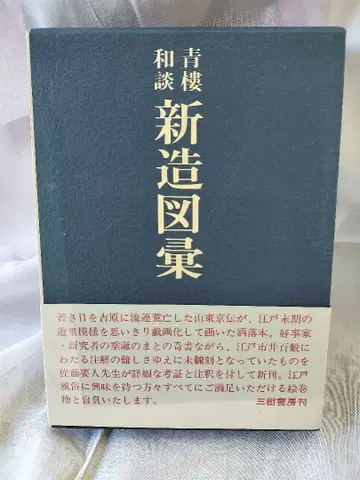 青樓
和談
新造図彙
若き日を吉原に流連荒亡した山東京伝が、江戸末期の
遊里模様を思いきり戯画化して画いた洒落本。好事家
・研究者の垂涎のまとの奇書ながら、江戸市井百般に
わたる注解の難しさゆえに未飜刻となっていたものを
佐藤要人先生が詳細な考証と注釈を付して新刊。江戸
風俗に興味を持つ方々すべてにご満足いただける絵巻
物と自負いたします。
三樹書房刊